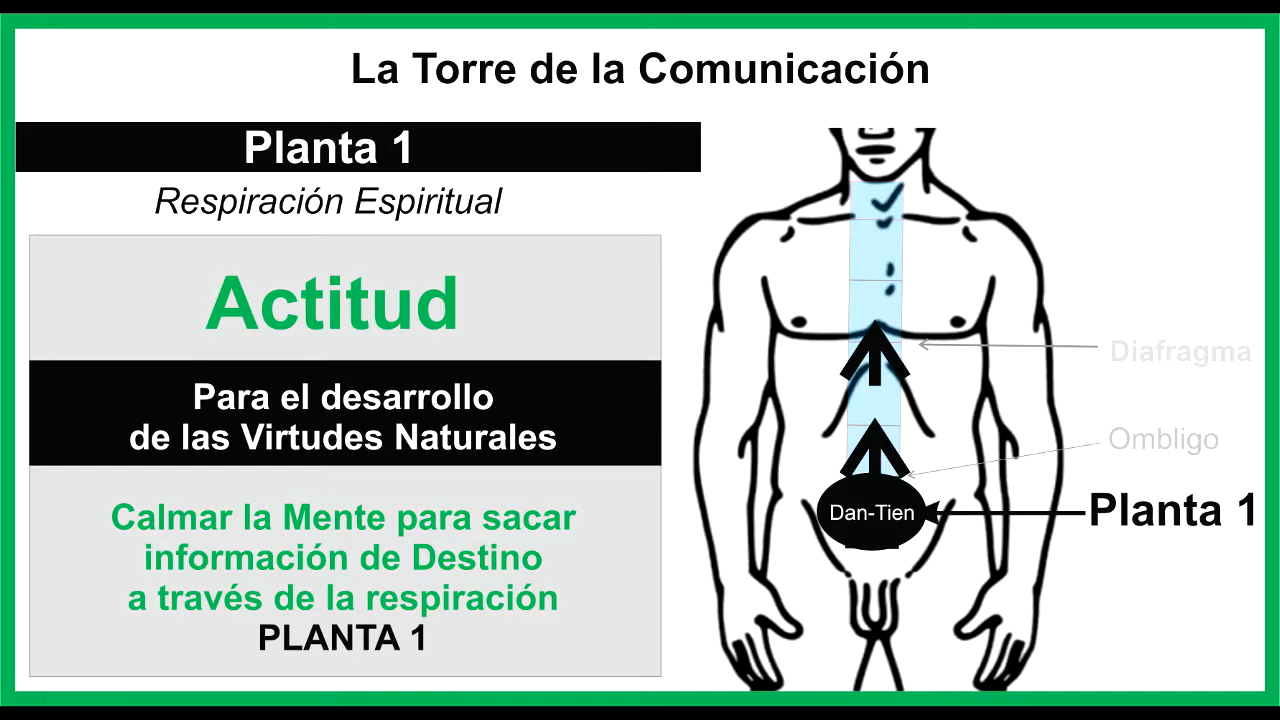 La Torre de la Comunicación
Planta 1
Respiración Espiritual
Actitud
Para el desarrollo
de las Virtudes Naturales
Calmar la Mente para sacar
información de Destino
a través de la respiración
PLANTA 1
Diafragma
Ombligo
Dan-Tien
Planta 1